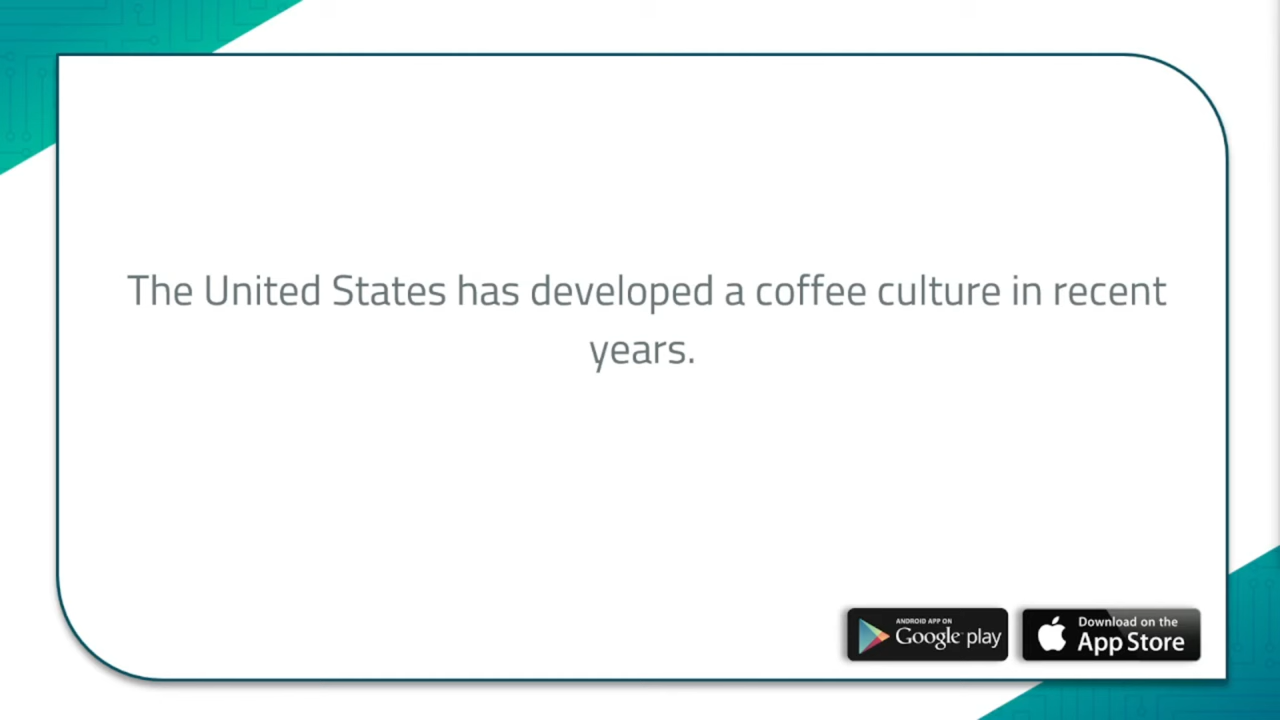 The United States has developed a coffee culture in recent
years.
ANDROID APP ON
Google play
Download on the
App Store